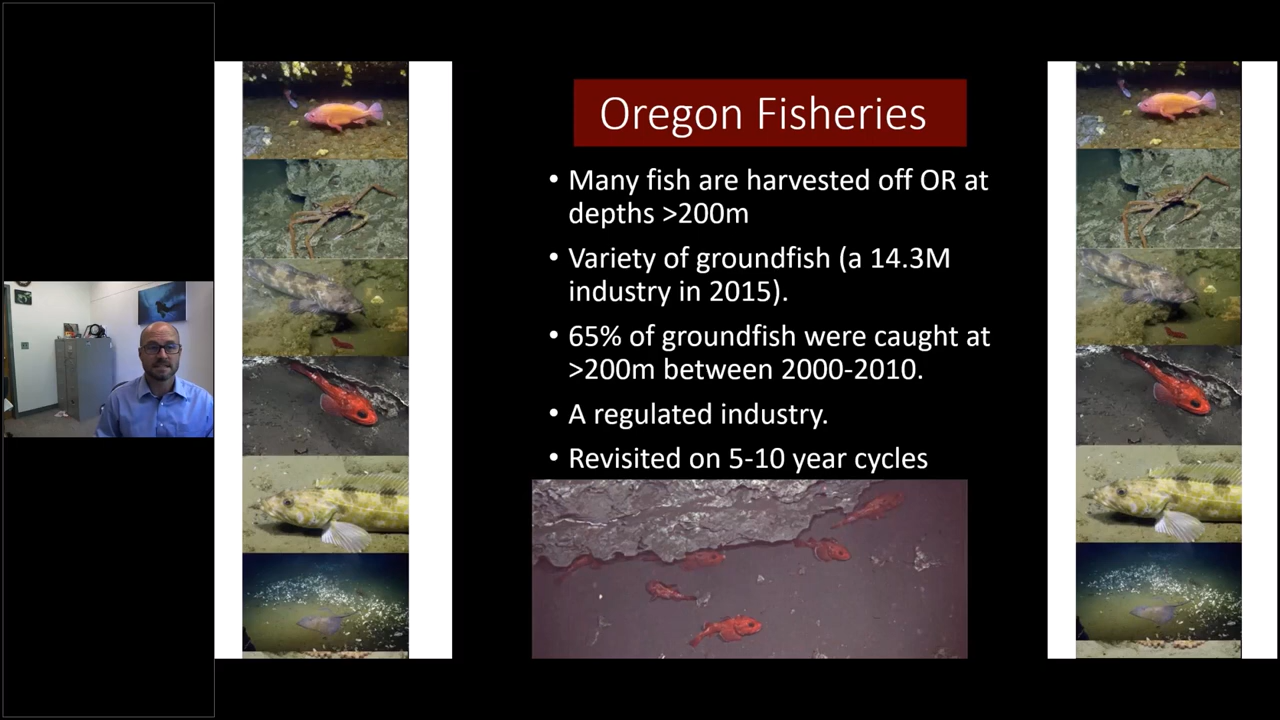 Oregon Fisheries
• Many fish are harvested off OR at
depths >200m
• Variety of groundfish (a 14.3M
industry in 2015).
• 65% of groundfish were caught at
>200m between 2000-2010.
• A regulated industry.
• Revisited on 5-10 year cycles